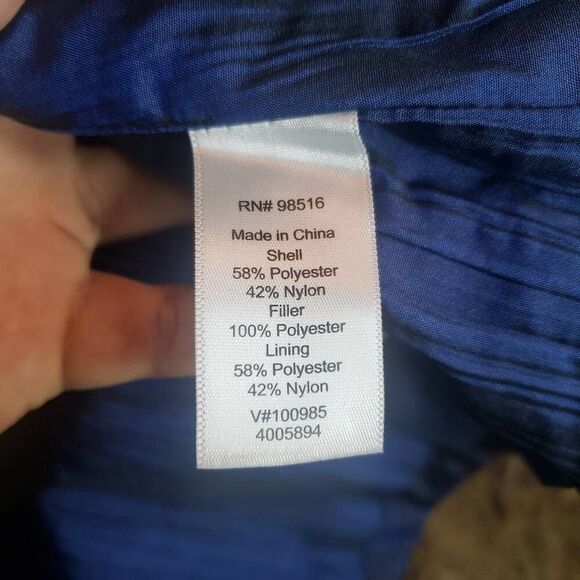 RN# 98516
Made in China
Shell
58% Polyester
42% Nylon
Filler
100% Polyester
Lining
58% Polyester
42% Nylon
V#100985
4005894